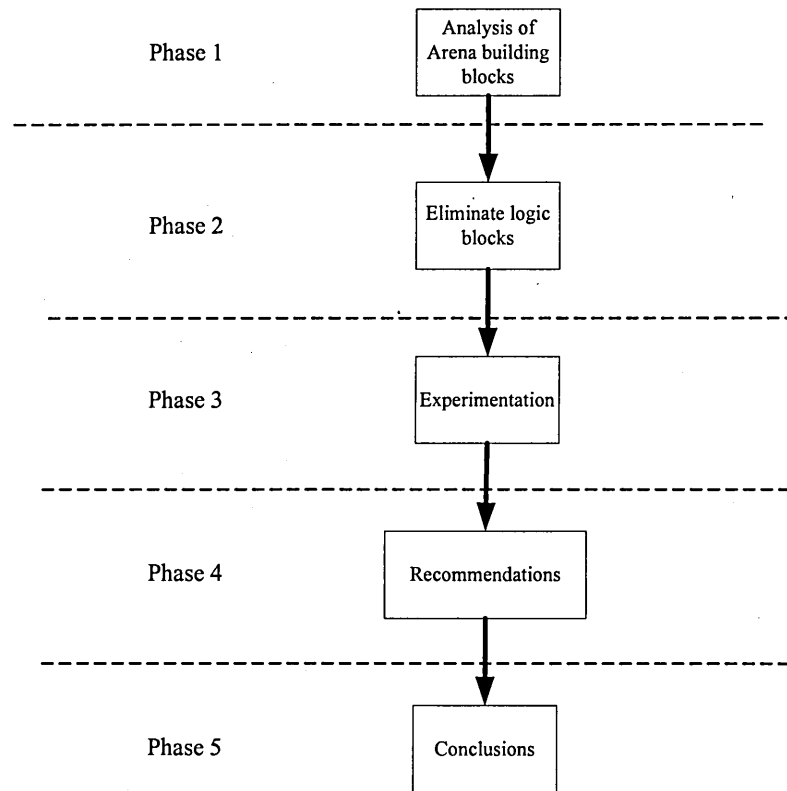 Phase 1
Analysis of
Arena building
blocks
Phase 2
Eliminate logic
blocks
Phase 3
Experimentation
Phase 4
Recommendations
Phase 5
Conclusions